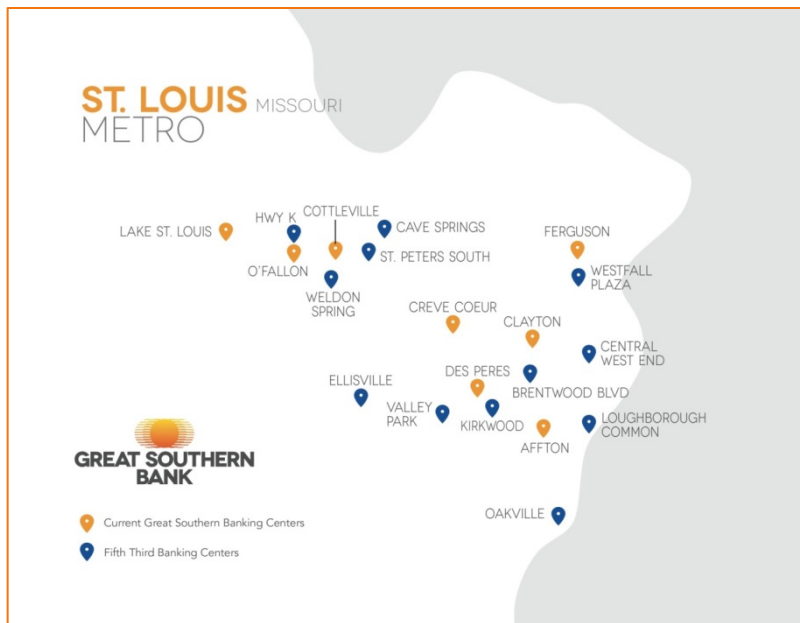 ST. LOUIS MISSOURI
METRO
LAKE ST. LOUIS
HWY K
COTTLEVILLE
CAVE SPRINGS
O'FALLON
ST. PETERS SOUTH
WELDON
SPRING
FERGUSON
WESTFALL
PLAZA
CREVE COEUR
CLAYTON
CENTRAL
WEST END
DES PERES
BRENTWOOD BLVD
ELLISVILLE
VALLEY
PARK
KIRKWOOD
AFFTON
LOUGHBOROUGH
COMMON
OAKVILLE
GREAT SOUTHERN
BANK
Current Great Southern Banking Centers
Fifth Third Banking Centers